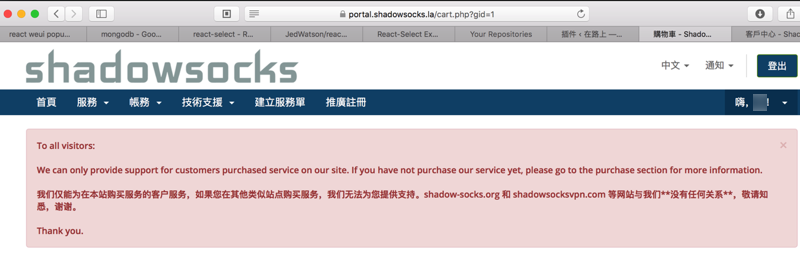 portal.shadowsocks.la/cart.php?gid=1
react weui popu...
mongodb - Goo...
react-select - R...
JedWatson/reac...
React-Select Ex...
Your Repositories
插件 ‹ 在路上 —...
購物車 - Shado...
客戶中心 - Shad
shadowsocks
中文
通知
登出
首頁
服務
帳務
技術支援
建立服務單
推廣註冊
嗨，
!
To all visitors:
We can only provide support for customers purchased service on our site. If you have not purchase our service yet, please go to the purchase section for more information.
我们仅能为在本站购买服务的客户服务，如果您在其他类似站点购买服务，我们无法为您提供支持。shadow-socks.org 和 shadowsocksvpn.com 等网站与我们**没有任何关系**，敬请知
悉，谢谢。
Thank you.